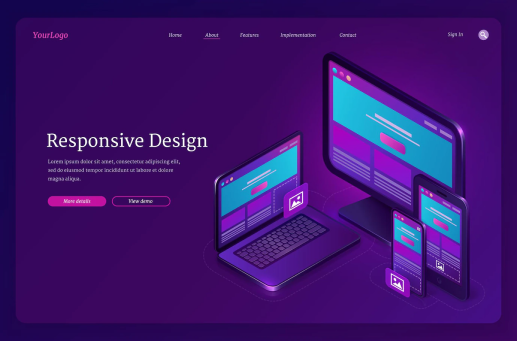 YourLogo
Home About Features Implementation Contact Sign In
Responsive Design
Lorem ipsum dolor sit amet, consectetur adipiscing elit,
sed do eiusmod tempor incididunt ut labore et dolore
magna aliqua.
More details View demo